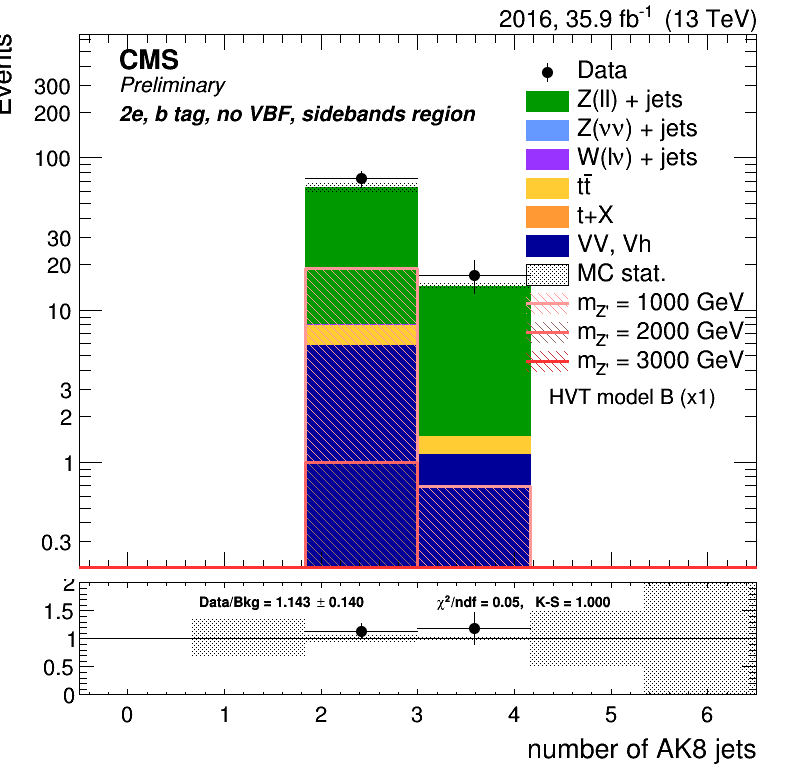 2016, 35.9 fb⁻¹ (13 TeV)
Events
CMS
Preliminary
2e, b tag, no VBF, sidebands region
Data
Z(ll) + jets
Z(νν) + jets
W(lν) + jets
tt̄
t+X
VV, Vh
MC stat.
m_Z' = 1000 GeV
m_Z' = 2000 GeV
m_Z' = 3000 GeV
HVT model B (x1)
300
200
100
30
20
10
3
2
1
0.3
2
1.5
1
0.5
0
Data/Bkg = 1.143 ± 0.140
χ²/ndf = 0.05, K-S = 1.000
0 1 2 3 4 5 6
number of AK8 jets